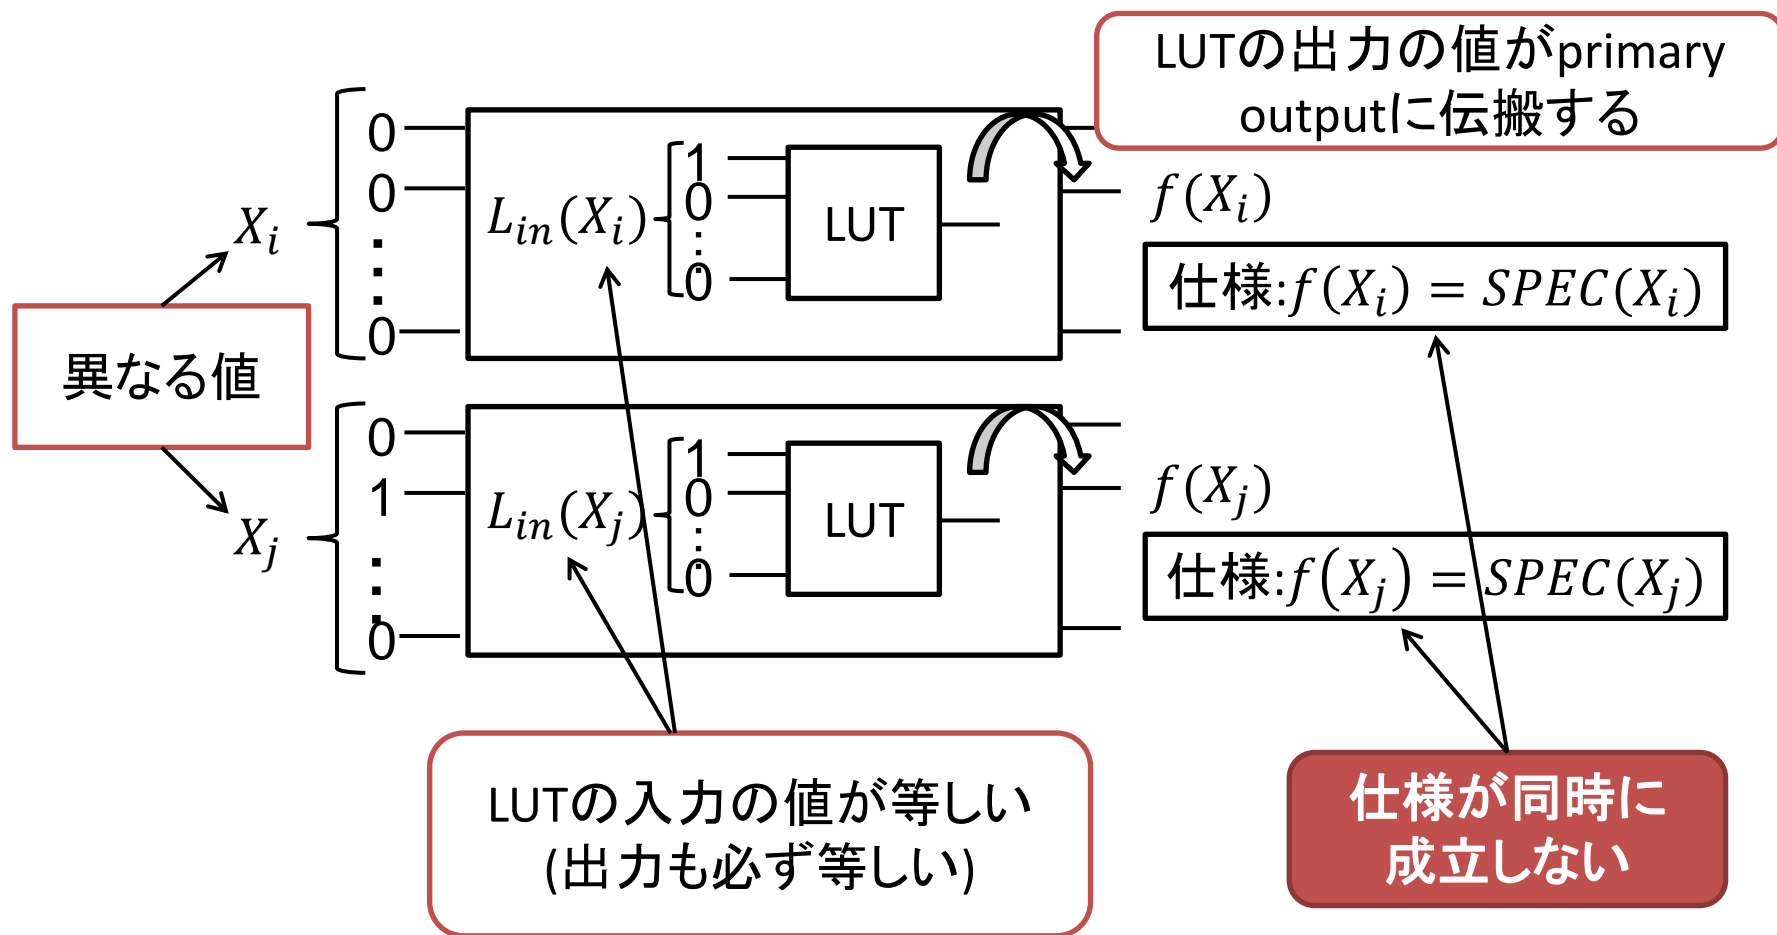 LUTの出力の値がprimary
outputに伝搬する
0
0
⋮
0
X_i
L_in(X_i)
1
0
⋮
0
LUT
f(X_i)
仕様:f(X_i) = SPEC(X_i)
異なる値
0
1
⋮
0
X_j
L_in(X_j)
1
0
⋮
0
LUT
f(X_j)
仕様:f(X_j) = SPEC(X_j)
LUTの入力の値が等しい
(出力も必ず等しい)
仕様が同時に
成立しない